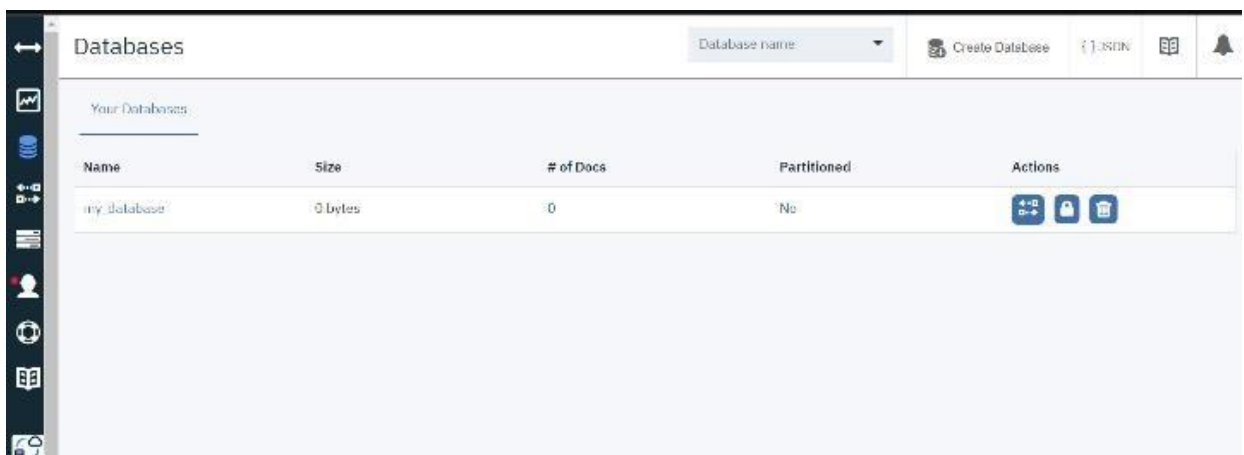 Databases
Database name
Create Database
{ } JSON
Your Databases
Name Size # of Docs Partitioned Actions
my_database 0 bytes 0 No